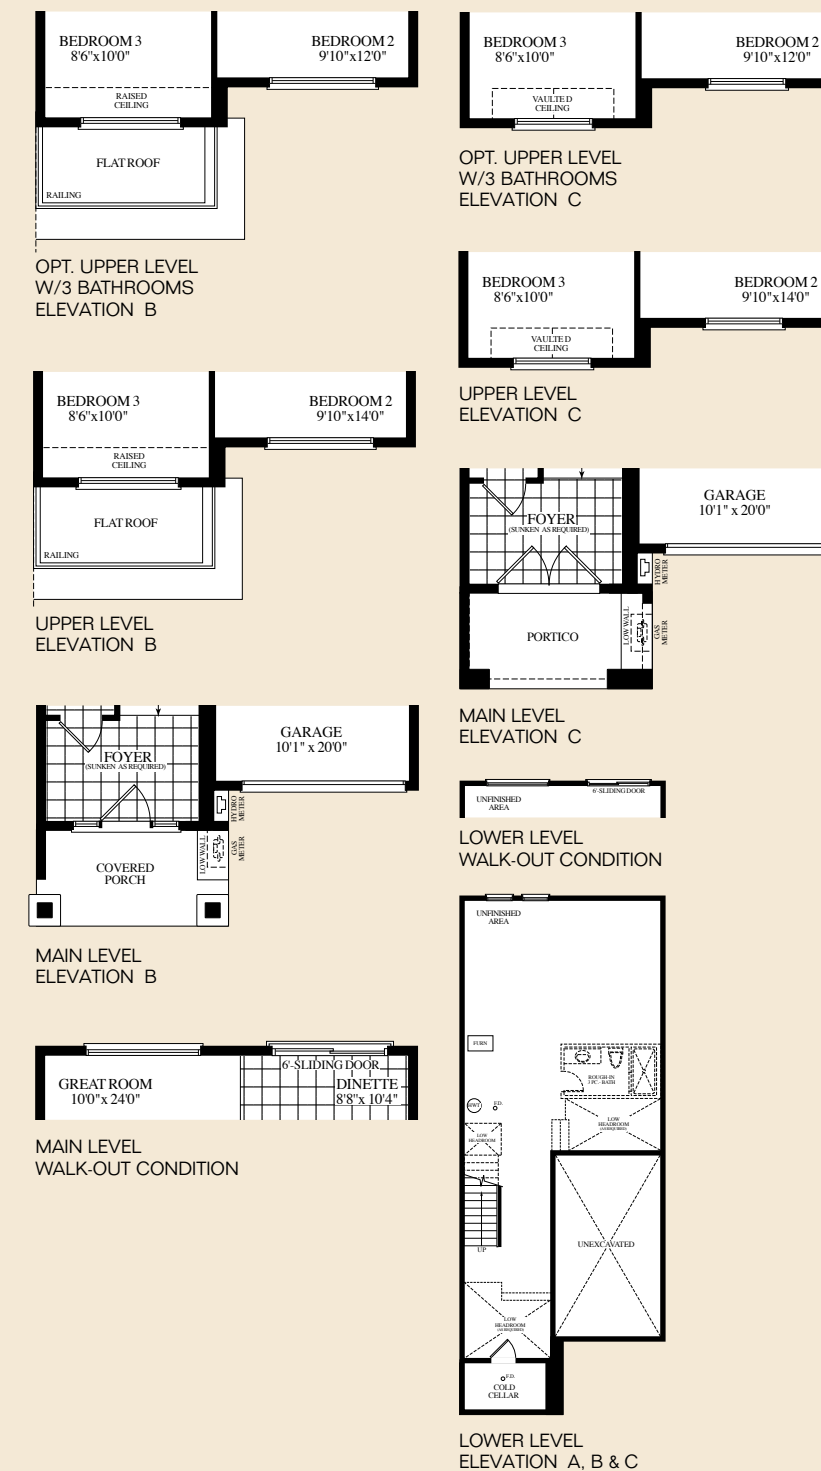 BEDROOM 3
8'6"x10'0"
BEDROOM 2
9'10"x12'0"
RAISED
CEILING
FLAT ROOF
RAILING
OPT. UPPER LEVEL
W/3 BATHROOMS
ELEVATION B
BEDROOM 3
8'6"x10'0"
BEDROOM 2
9'10"x14'0"
RAISED
CEILING
FLAT ROOF
RAILING
UPPER LEVEL
ELEVATION B
FOYER
(SUNKEN AS REQUIRED)
GARAGE
10'1" x 20'0"
HYDRO
METER
LOW WALL
GAS
METER
COVERED
PORCH
MAIN LEVEL
ELEVATION B
GREAT ROOM
10'0"x 24'0"
6'-SLIDING DOOR
DINETTE
8'8"x 10'4"
MAIN LEVEL
WALK-OUT CONDITION
BEDROOM 3
8'6"x10'0"
BEDROOM 2
9'10"x12'0"
VAULTED
CEILING
OPT. UPPER LEVEL
W/3 BATHROOMS
ELEVATION C
BEDROOM 3
8'6"x10'0"
BEDROOM 2
9'10"x14'0"
VAULTED
CEILING
UPPER LEVEL
ELEVATION C
FOYER
(SUNKEN AS REQUIRED)
GARAGE
10'1" x 20'0"
HYDRO
METER
LOW WALL
GAS
METER
PORTICO
MAIN LEVEL
ELEVATION C
UNFINISHED
AREA
6'-SLIDING DOOR
LOWER LEVEL
WALK-OUT CONDITION
UNFINISHED
AREA
FURN
ROUGH-IN
3 PC. - BATH
HWT
F.D.
LOW
HEADROOM
(AS REQUIRED)
LOW
HEADROOM
UP
UNEXCAVATED
LOW
HEADROOM
(AS REQUIRED)
F.D.
COLD
CELLAR
LOWER LEVEL
ELEVATION A, B & C